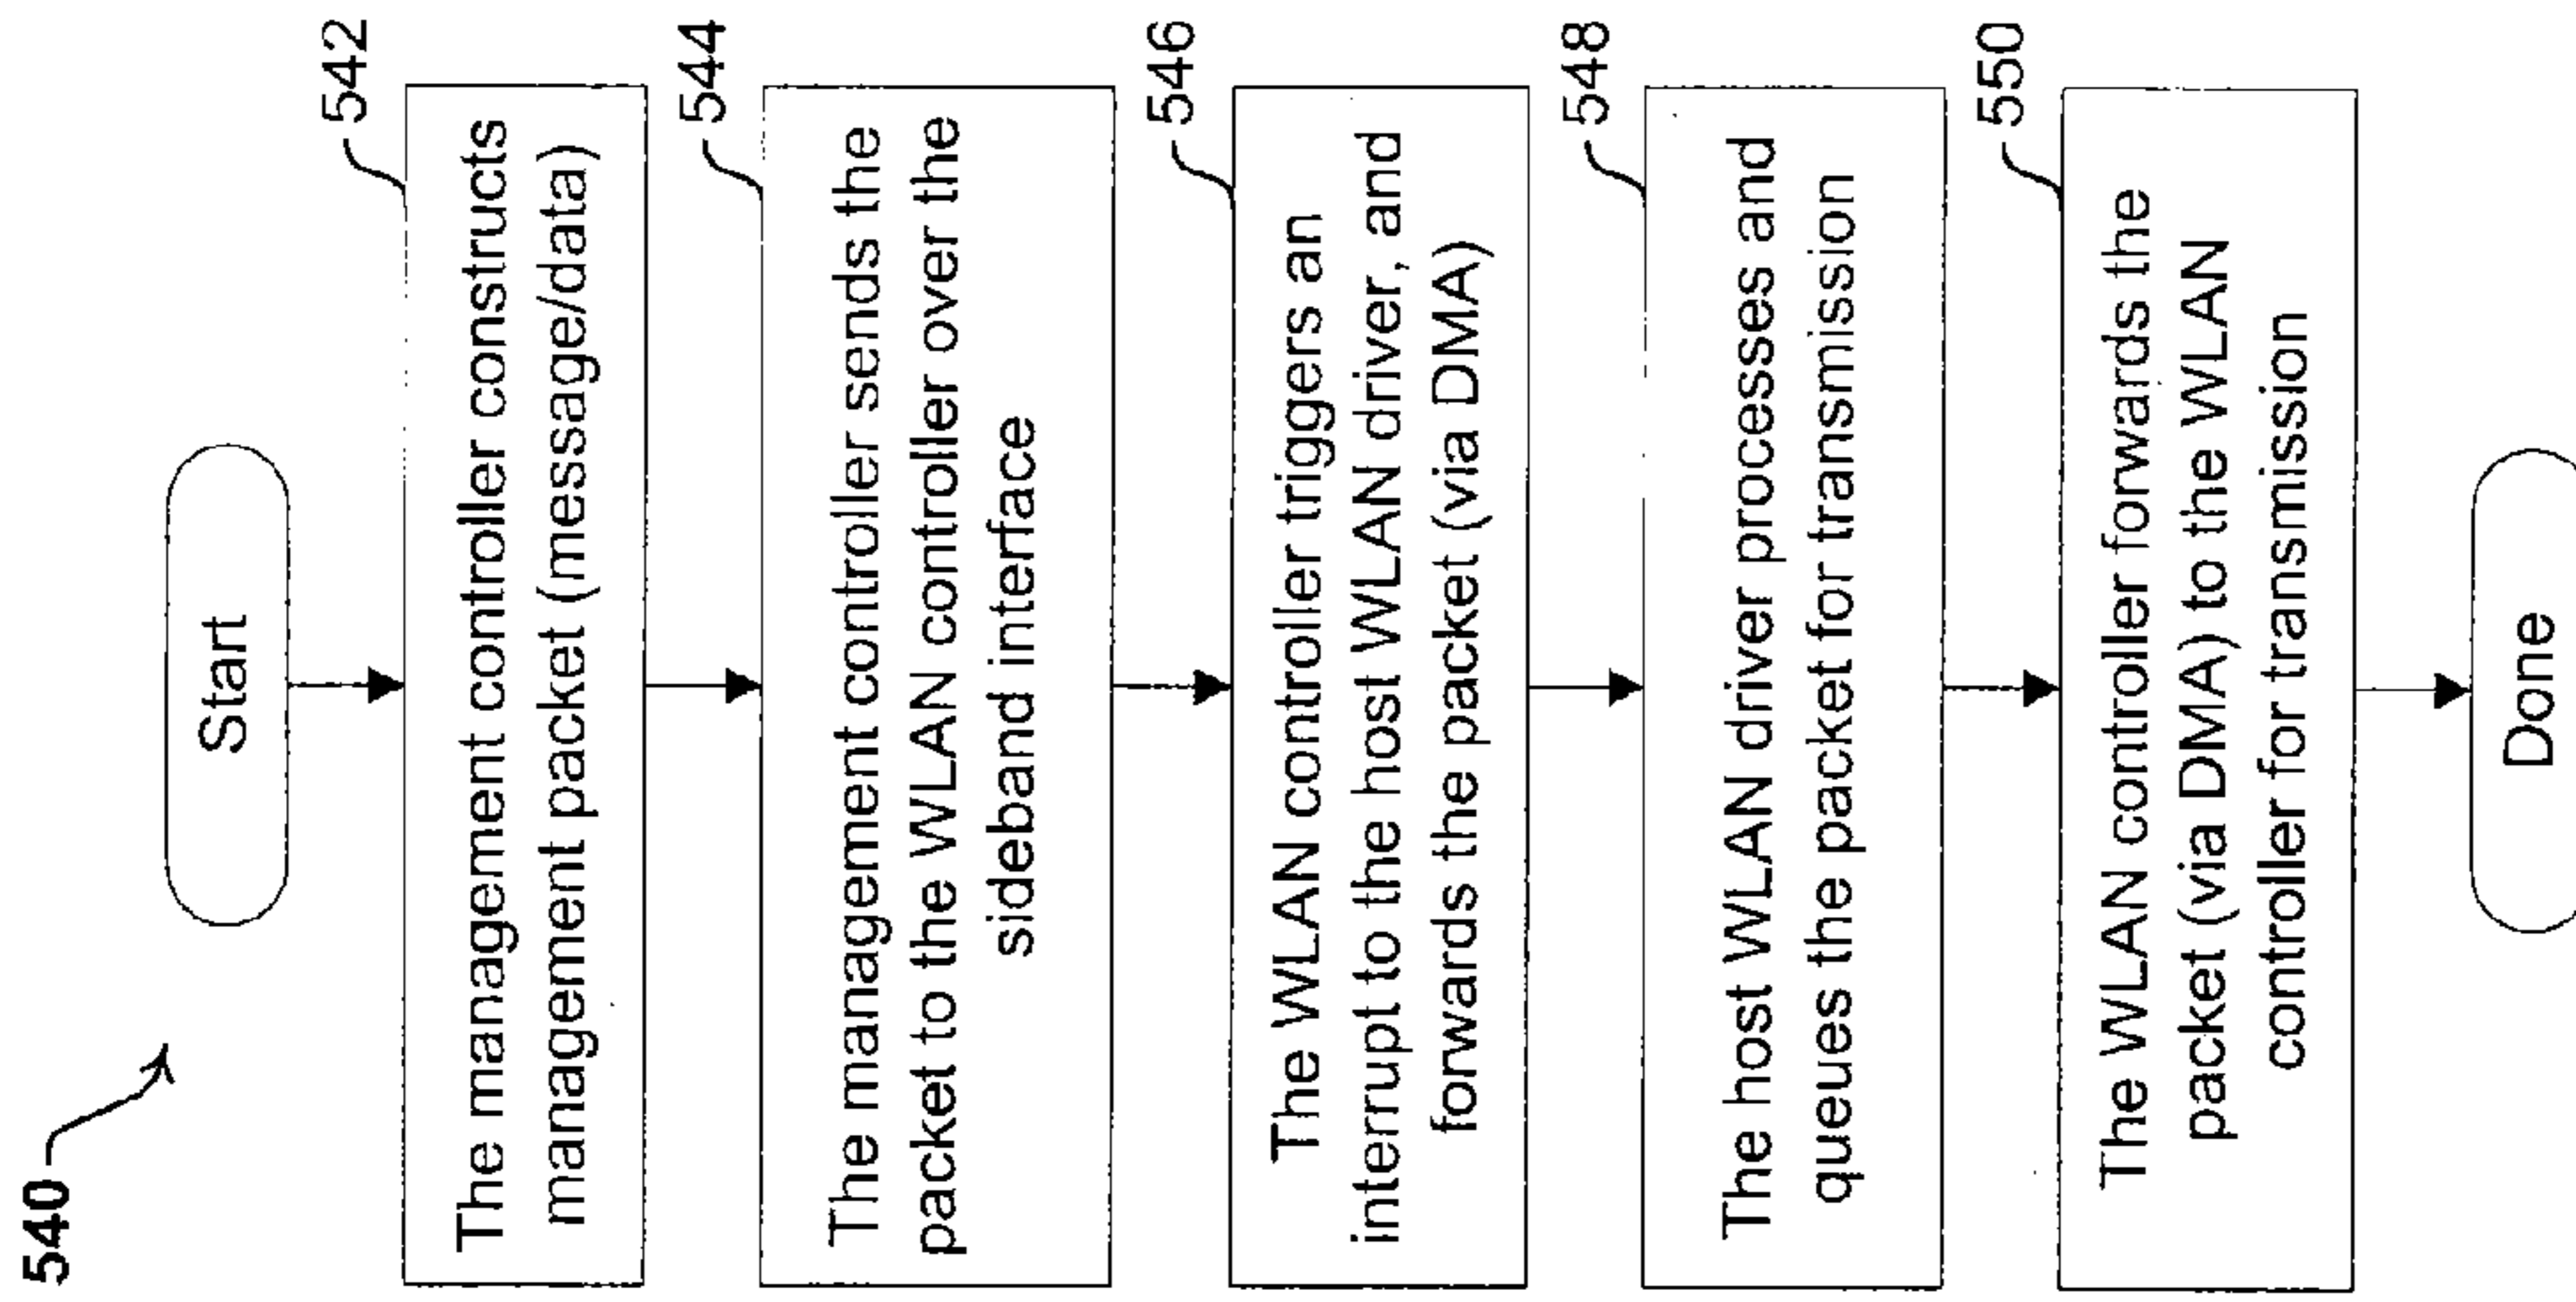 540
Start
542
The management controller constructs
management packet (message/data)
544
The management controller sends the
packet to the WLAN controller over the
sideband interface
546
The WLAN controller triggers an
interrupt to the host WLAN driver, and
forwards the packet (via DMA)
548
The host WLAN driver processes and
queues the packet for transmission
550
The WLAN controller forwards the
packet (via DMA) to the WLAN
controller for transmission
Done